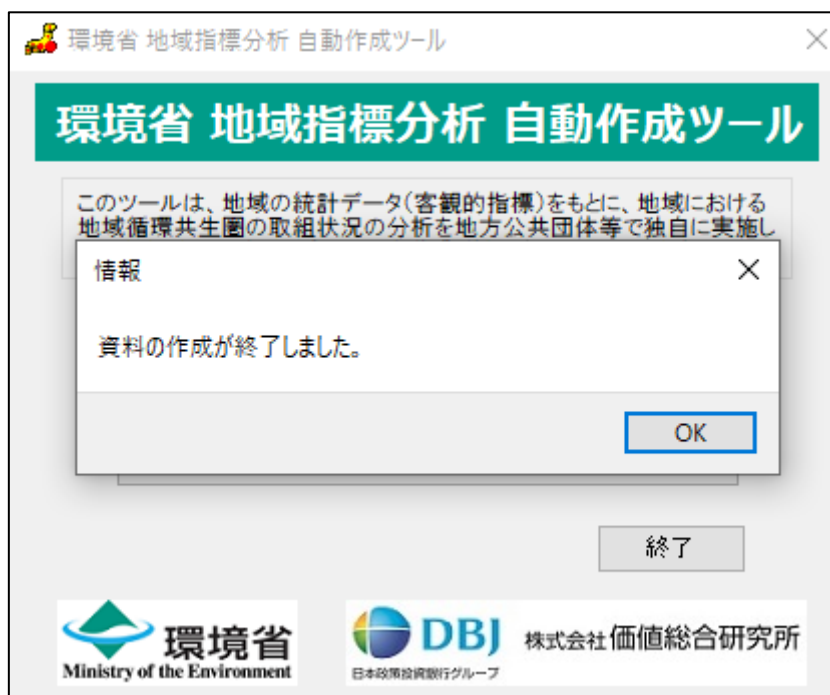 環境省 地域指標分析 自動作成ツール
環境省 地域指標分析 自動作成ツール
このツールは、地域の統計データ(客観的指標)をもとに、地域における
地域循環共生圏の取組状況の分析を地方公共団体等で独自に実施し
情報
資料の作成が終了しました。
OK
終了
環境省
Ministry of the Environment
DBJ
日本政策投資銀行グループ
株式会社価値総合研究所